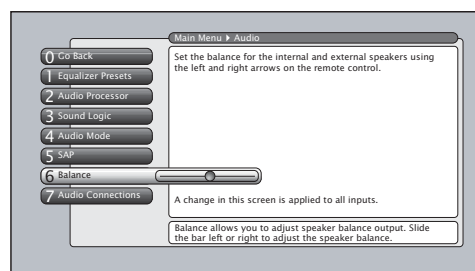 Main Menu ▶ Audio
0 Go Back
1 Equalizer Presets
2 Audio Processor
3 Sound Logic
4 Audio Mode
5 SAP
6 Balance
7 Audio Connections
Set the balance for the internal and external speakers using
the left and right arrows on the remote control.
A change in this screen is applied to all inputs.
Balance allows you to adjust speaker balance output. Slide
the bar left or right to adjust the speaker balance.